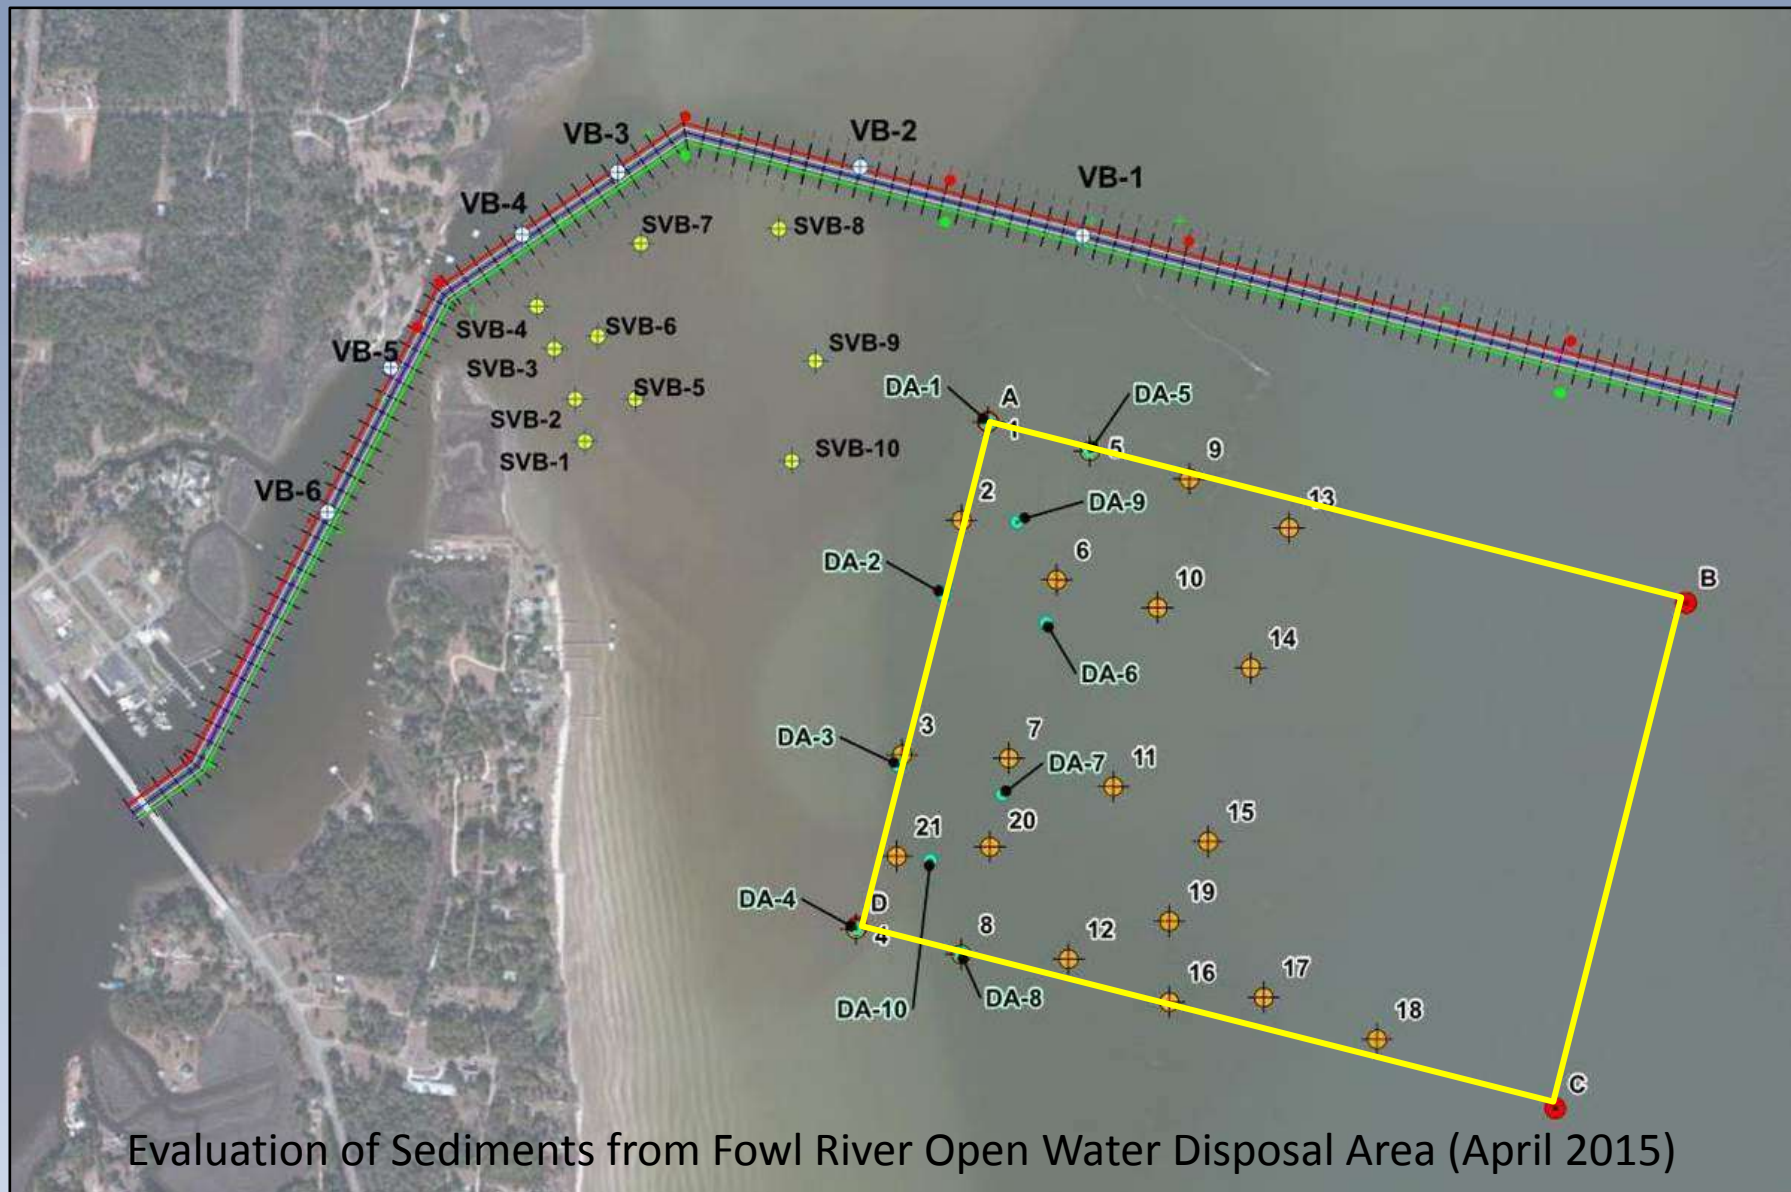 VB-3
VB-2
VB-1
VB-4
SVB-7
SVB-8
SVB-4
SVB-6
VB-5
SVB-3
SVB-9
SVB-2
SVB-5
DA-1
A
1
DA-5
5
SVB-1
SVB-10
9
VB-6
2
DA-9
13
DA-2
6
10
B
14
DA-6
3
DA-3
7
DA-7
11
21
20
15
DA-4
D
4
19
8
12
DA-10
DA-8
16
17
18
C
Evaluation of Sediments from Fowl River Open Water Disposal Area (April 2015)